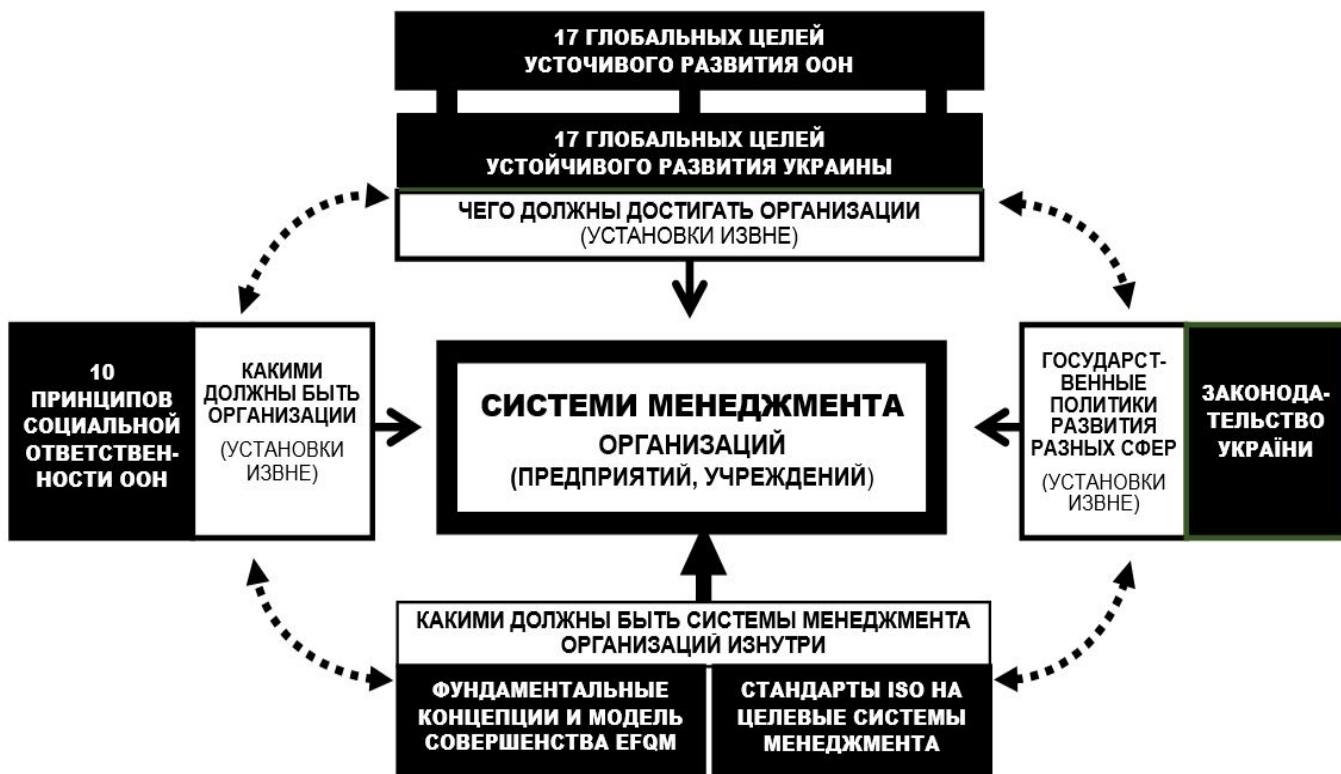 17 ГЛОБАЛЬНЫХ ЦЕЛЕЙ
УСТОЧИВОГО РАЗВИТИЯ ООН
17 ГЛОБАЛЬНЫХ ЦЕЛЕЙ
УСТОЙЧИВОГО РАЗВИТИЯ УКРАИНЫ
ЧЕГО ДОЛЖНЫ ДОСТИГАТЬ ОРГАНИЗАЦИИ
(УСТАНОВКИ ИЗВНЕ)
10
ПРИНЦИПОВ
СОЦИАЛЬНОЙ
ОТВЕТСТВЕН-
НОСТИ ООН
КАКИМИ
ДОЛЖНЫ БЫТЬ
ОРГАНИЗАЦИИ
(УСТАНОВКИ
ИЗВНЕ)
СИСТЕМИ МЕНЕДЖМЕНТА
ОРГАНИЗАЦИЙ
(ПРЕДПРИЯТИЙ, УЧРЕЖДЕНИЙ)
ГОСУДАРСТ-
ВЕННЫЕ
ПОЛИТИКИ
РАЗВИТИЯ
РАЗНЫХ СФЕР
(УСТАНОВКИ
ИЗВНЕ)
ЗАКОНОДА-
ТЕЛЬСТВО
УКРАЇНИ
КАКИМИ ДОЛЖНЫ БЫТЬ СИСТЕМЫ МЕНЕДЖМЕНТА
ОРГАНИЗАЦИЙ ИЗНУТРИ
ФУНДАМЕНТАЛЬНЫЕ
КОНЦЕПЦИИ И МОДЕЛЬ
СОВЕРШЕНСТВА EFQM
СТАНДАРТЫ ISO НА
ЦЕЛЕВЫЕ СИСТЕМЫ
МЕНЕДЖМЕНТА